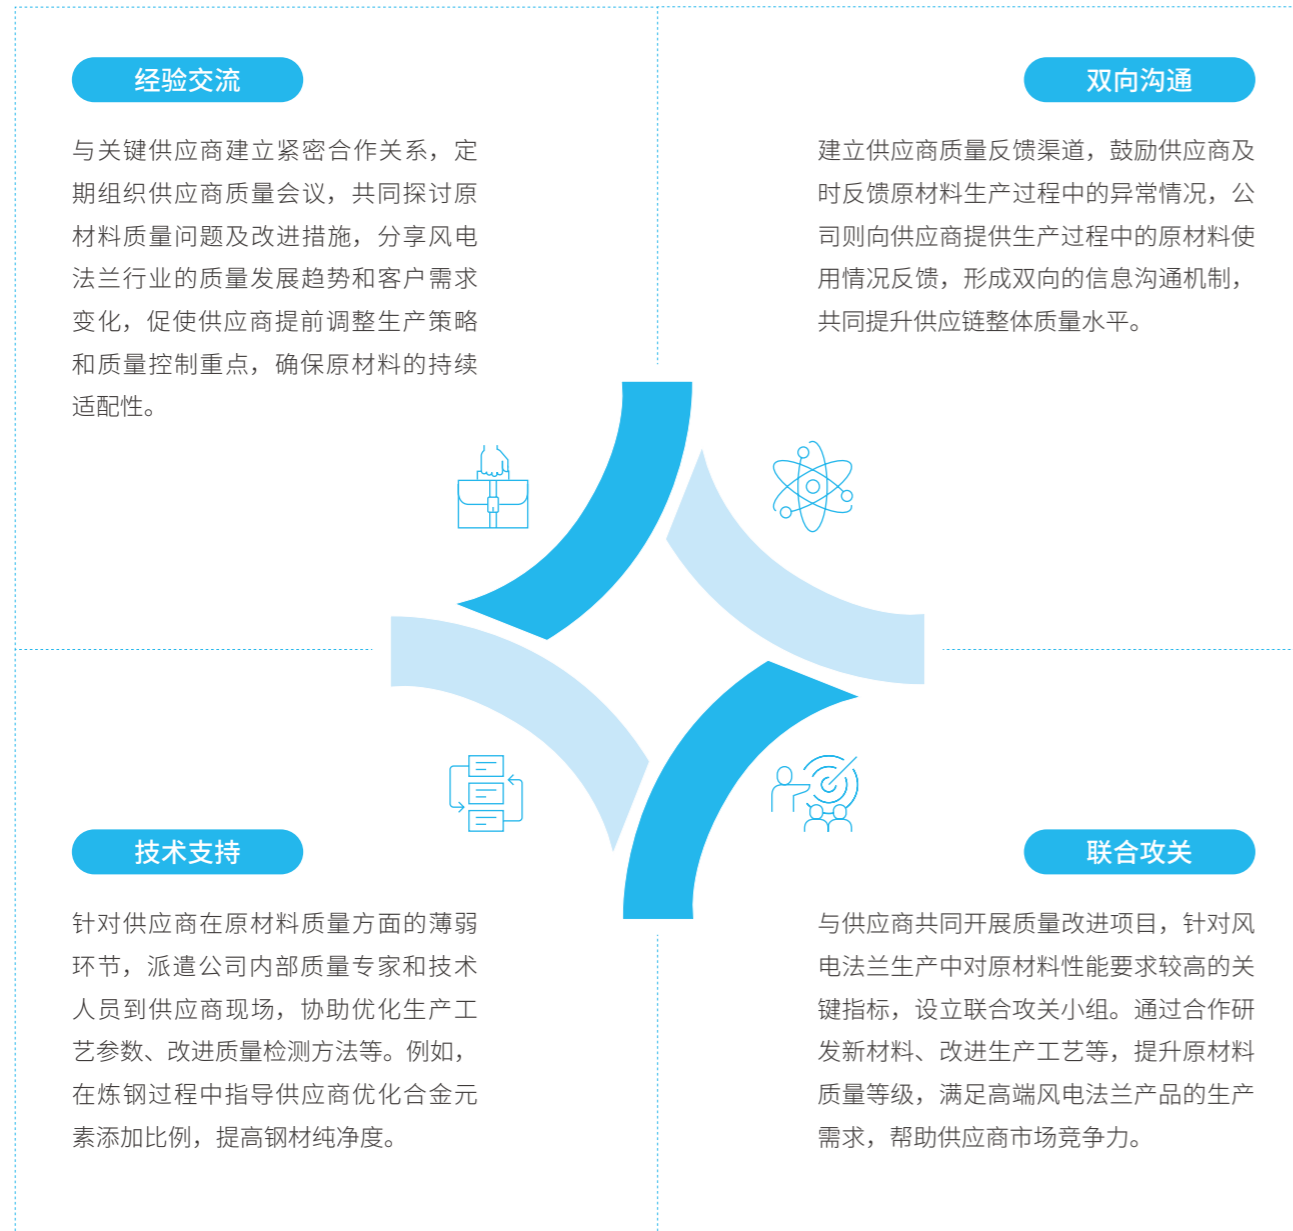 经验交流
与关键供应商建立紧密合作关系，定
期组织供应商质量会议，共同探讨原
材料质量问题及改进措施，分享风电
法兰行业的质量发展趋势和客户需求
变化，促使供应商提前调整生产策略
和质量控制重点，确保原材料的持续
适配性。
双向沟通
建立供应商质量反馈渠道，鼓励供应商及
时反馈原材料生产过程中的异常情况，公
司则向供应商提供生产过程中的原材料使
用情况反馈，形成双向的信息沟通机制，
共同提升供应链整体质量水平。
技术支持
针对供应商在原材料质量方面的薄弱
环节，派遣公司内部质量专家和技术
人员到供应商现场，协助优化生产工
艺参数、改进质量检测方法等。例如，
在炼钢过程中指导供应商优化合金元
素添加比例，提高钢材纯净度。
联合攻关
与供应商共同开展质量改进项目，针对风
电法兰生产中对原材料性能要求较高的关
键指标，设立联合攻关小组。通过合作研
发新材料、改进生产工艺等，提升原材料
质量等级，满足高端风电法兰产品的生产
需求，帮助供应商市场竞争力。